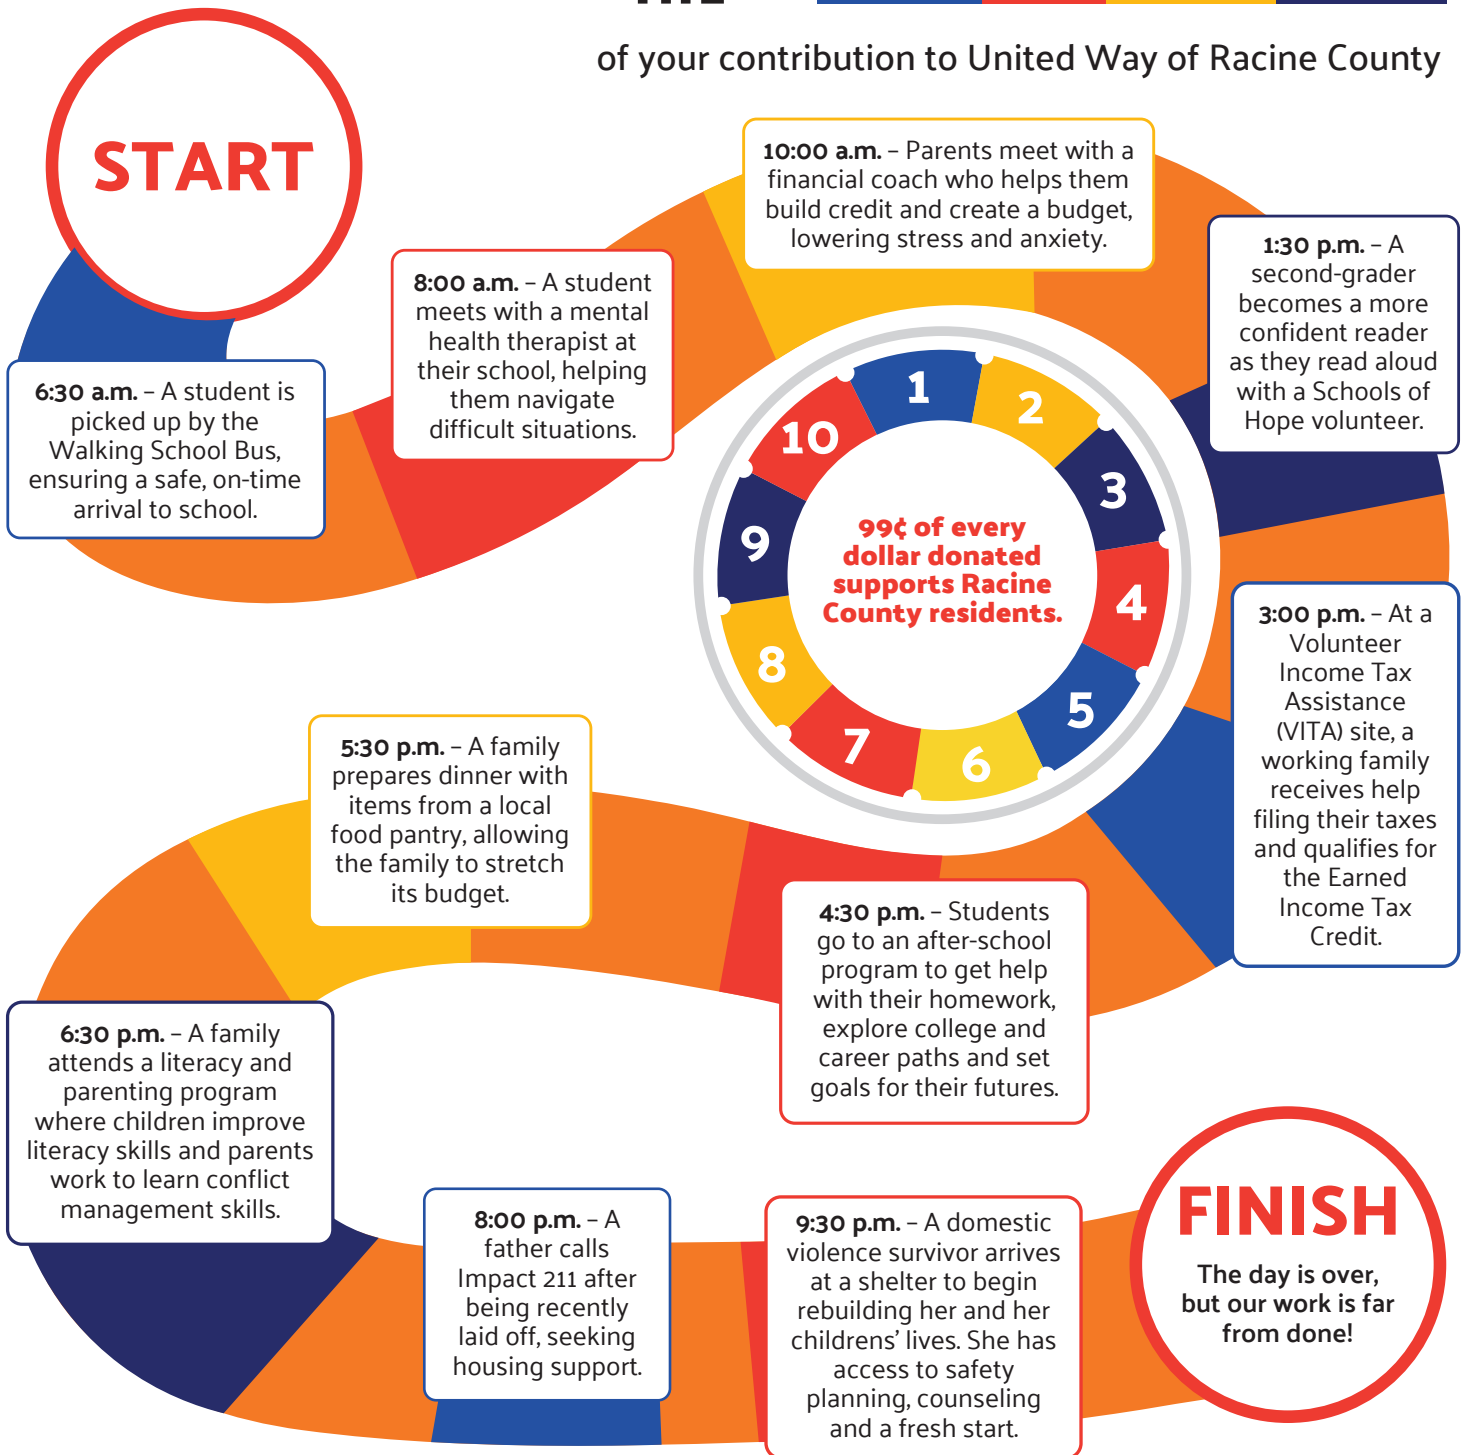 of your contribution to United Way of Racine County
START
6:30 a.m. – A student is
picked up by the
Walking School Bus,
ensuring a safe, on-time
arrival to school.
8:00 a.m. – A student
meets with a mental
health therapist at
their school, helping
them navigate
difficult situations.
10:00 a.m. – Parents meet with a
financial coach who helps them
build credit and create a budget,
lowering stress and anxiety.
1:30 p.m. – A
second-grader
becomes a more
confident reader
as they read aloud
with a Schools of
Hope volunteer.
1
2
3
4
5
6
7
8
9
10
99¢ of every
dollar donated
supports Racine
County residents.
3:00 p.m. – At a
Volunteer
Income Tax
Assistance
(VITA) site, a
working family
receives help
filing their taxes
and qualifies for
the Earned
Income Tax
Credit.
4:30 p.m. – Students
go to an after-school
program to get help
with their homework,
explore college and
career paths and set
goals for their futures.
5:30 p.m. – A family
prepares dinner with
items from a local
food pantry, allowing
the family to stretch
its budget.
6:30 p.m. – A family
attends a literacy and
parenting program
where children improve
literacy skills and parents
work to learn conflict
management skills.
8:00 p.m. – A
father calls
Impact 211 after
being recently
laid off, seeking
housing support.
9:30 p.m. – A domestic
violence survivor arrives
at a shelter to begin
rebuilding her and her
childrens’ lives. She has
access to safety
planning, counseling
and a fresh start.
FINISH
The day is over,
but our work is far
from done!